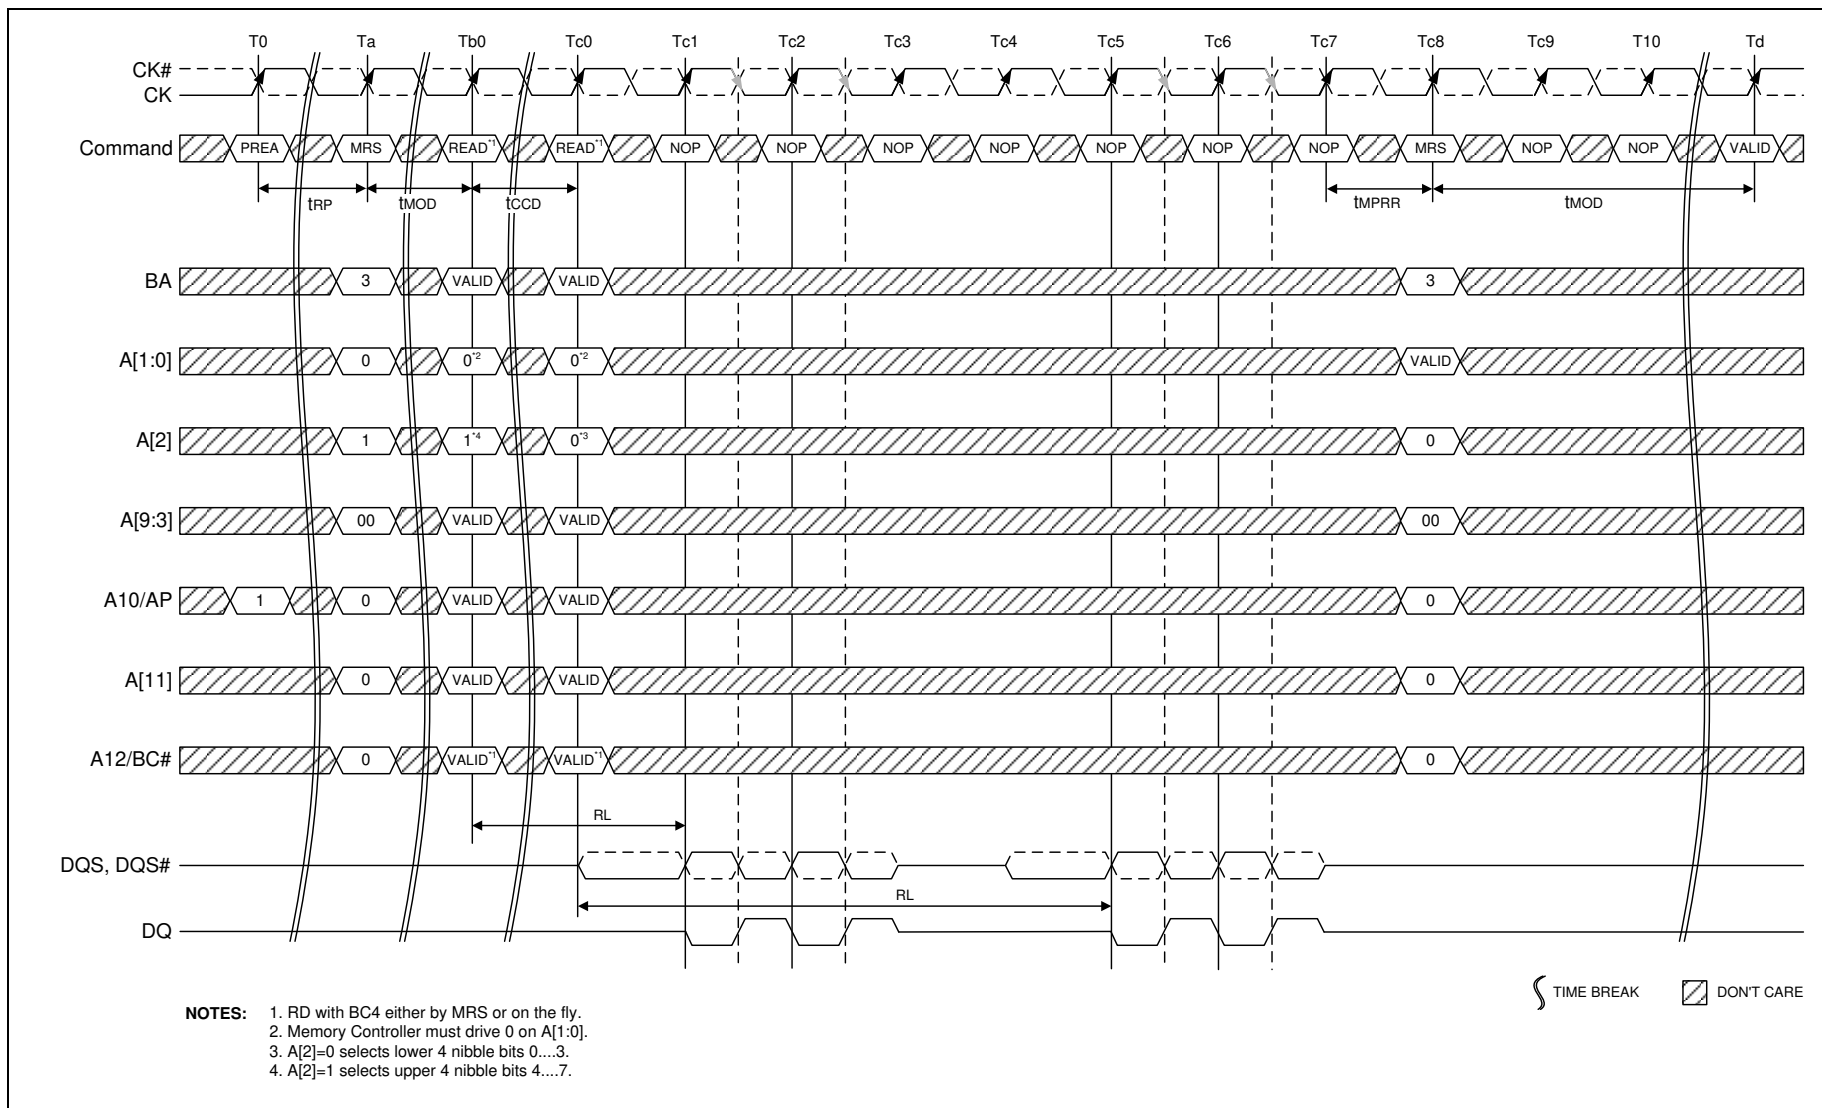 T0 Ta Tb0 Tc0 Tc1 Tc2 Tc3 Tc4 Tc5 Tc6 Tc7 Tc8 Tc9 T10 Td
CK#
CK
Command PREA MRS READ*1 READ*1 NOP NOP NOP NOP NOP NOP NOP MRS NOP NOP VALID
tRP tMOD tCCD tMPRR tMOD
BA 3 VALID VALID 3
A[1:0] 0 0*2 0*2 VALID
A[2] 1 1*4 0*3 0
A[9:3] 00 VALID VALID 00
A10/AP 1 0 VALID VALID 0
A[11] 0 VALID VALID 0
A12/BC# 0 VALID*1 VALID*1 0
RL
DQS, DQS#
RL
DQ
TIME BREAK DON'T CARE
NOTES: 1. RD with BC4 either by MRS or on the fly.
2. Memory Controller must drive 0 on A[1:0].
3. A[2]=0 selects lower 4 nibble bits 0....3.
4. A[2]=1 selects upper 4 nibble bits 4....7.